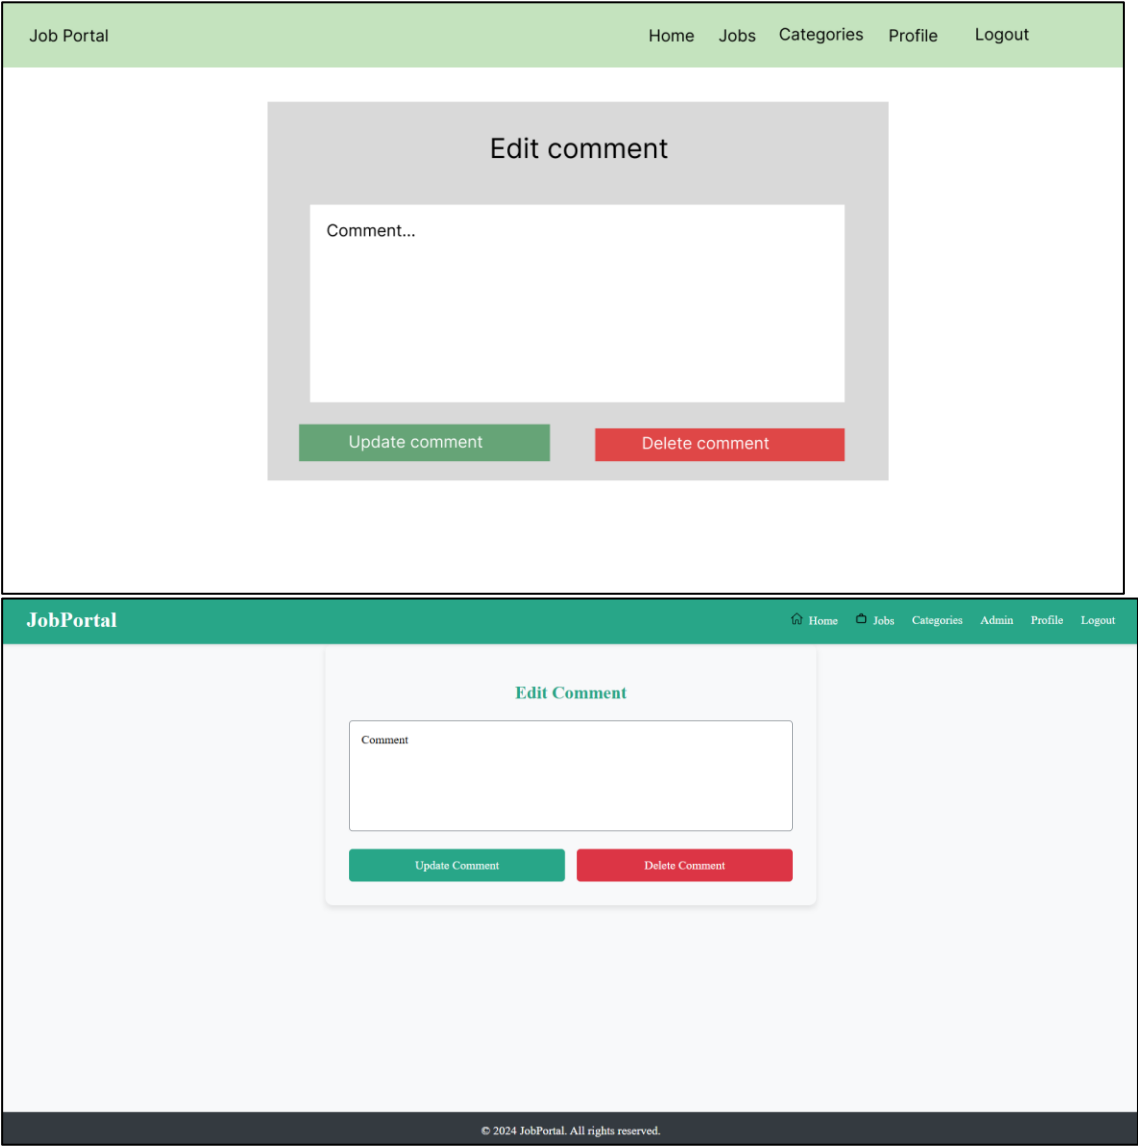 Job Portal Home Jobs Categories Profile Logout
Edit comment
Comment...
Update comment Delete comment
JobPortal Home Jobs Categories Admin Profile Logout
Edit Comment
Comment
Update Comment Delete Comment
© 2024 JobPortal. All rights reserved.